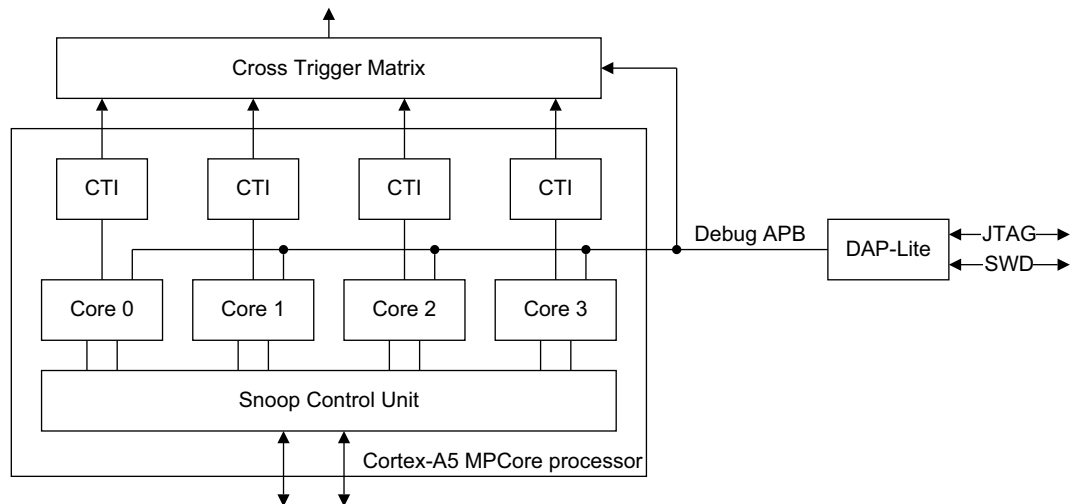 Cross Trigger Matrix
CTI
CTI
CTI
CTI
Debug APB
DAP-Lite
JTAG
SWD
Core 0
Core 1
Core 2
Core 3
Snoop Control Unit
Cortex-A5 MPCore processor